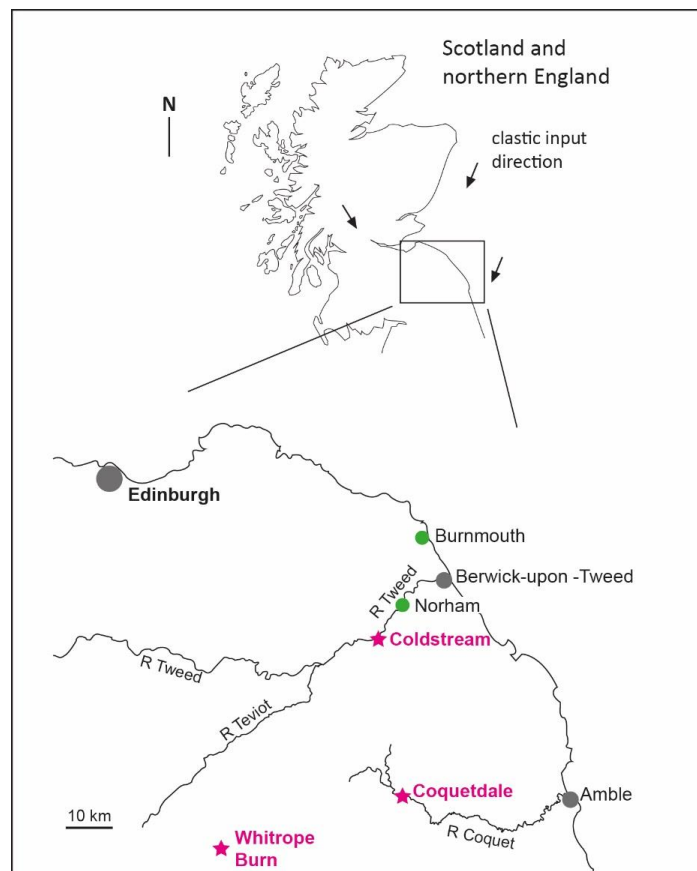 Scotland and
northern England
N
clastic input
direction
Edinburgh
Burnmouth
Berwick-upon -Tweed
R Tweed
Norham
Coldstream
R Tweed
R Teviot
Coquetdale
Amble
10 km
R Coquet
Whitrope
Burn